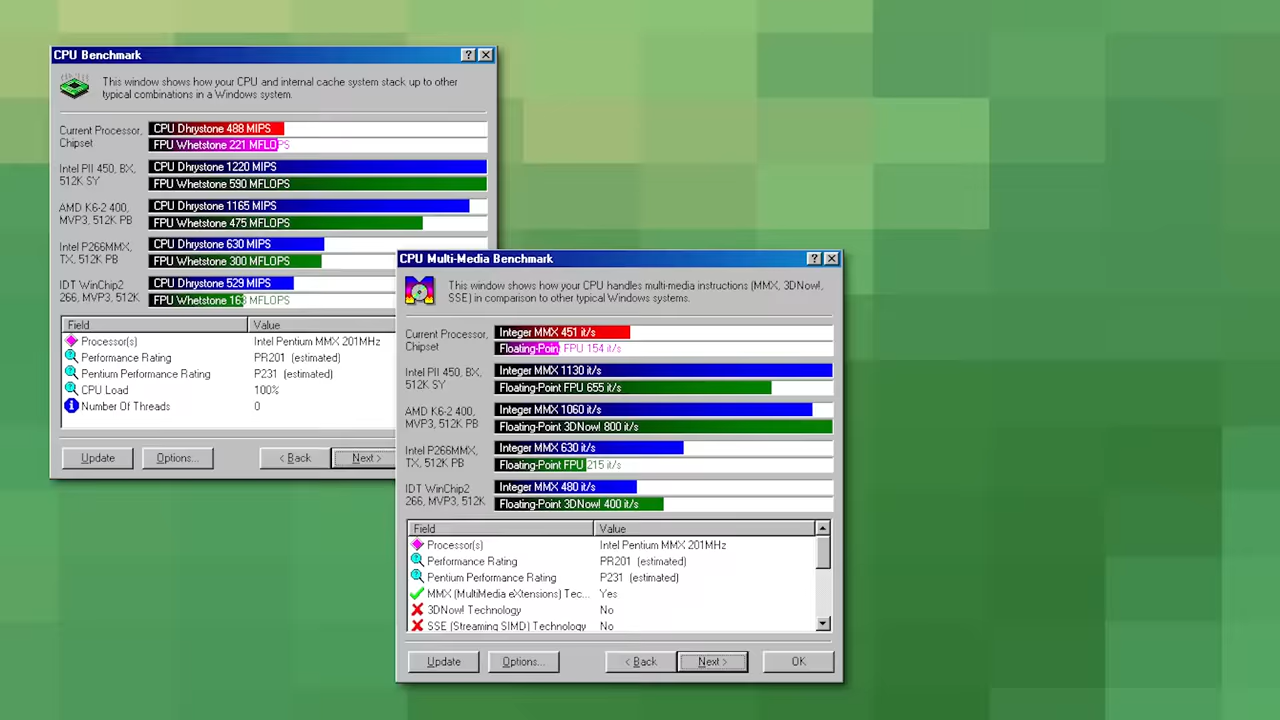 CPU Benchmark
This window shows how your CPU and internal cache system stack up to other
typical combinations in a Windows system.
Current Processor,
Chipset
CPU Dhrystone 488 MIPS
FPU Whetstone 221 MFLOPS
Intel PII 450, BX,
512K SY
CPU Dhrystone 1220 MIPS
FPU Whetstone 590 MFLOPS
AMD K6-2 400,
MVP3, 512K PB
CPU Dhrystone 1165 MIPS
FPU Whetstone 475 MFLOPS
Intel P266MMX,
TX, 512K PB
CPU Dhrystone 630 MIPS
FPU Whetstone 300 MFLOPS
IDT WinChip2
266, MVP3, 512K
CPU Dhrystone 529 MIPS
FPU Whetstone 163 MFLOPS
Field Value
Processor(s) Intel Pentium MMX 201MHz
Performance Rating PR201 (estimated)
Pentium Performance Rating P231 (estimated)
CPU Load 100%
Number Of Threads 0
Update Options... < Back Next >
CPU Multi-Media Benchmark
This window shows how your CPU handles multi-media instructions (MMX, 3DNow!,
SSE) in comparison to other typical Windows systems.
Current Processor,
Chipset
Integer MMX 451 it/s
Floating-Point FPU 154 it/s
Intel PII 450, BX,
512K SY
Integer MMX 1130 it/s
Floating-Point FPU 655 it/s
AMD K6-2 400,
MVP3, 512K PB
Integer MMX 1060 it/s
Floating-Point 3DNow! 800 it/s
Intel P266MMX,
TX, 512K PB
Integer MMX 630 it/s
Floating-Point FPU 215 it/s
IDT WinChip2
266, MVP3, 512K
Integer MMX 480 it/s
Floating-Point 3DNow! 400 it/s
Field Value
Processor(s) Intel Pentium MMX 201MHz
Performance Rating PR201 (estimated)
Pentium Performance Rating P231 (estimated)
MMX (MultiMedia eXtensions) Tec... Yes
3DNow! Technology No
SSE (Streaming SIMD) Technology No
Update Options... < Back Next > OK